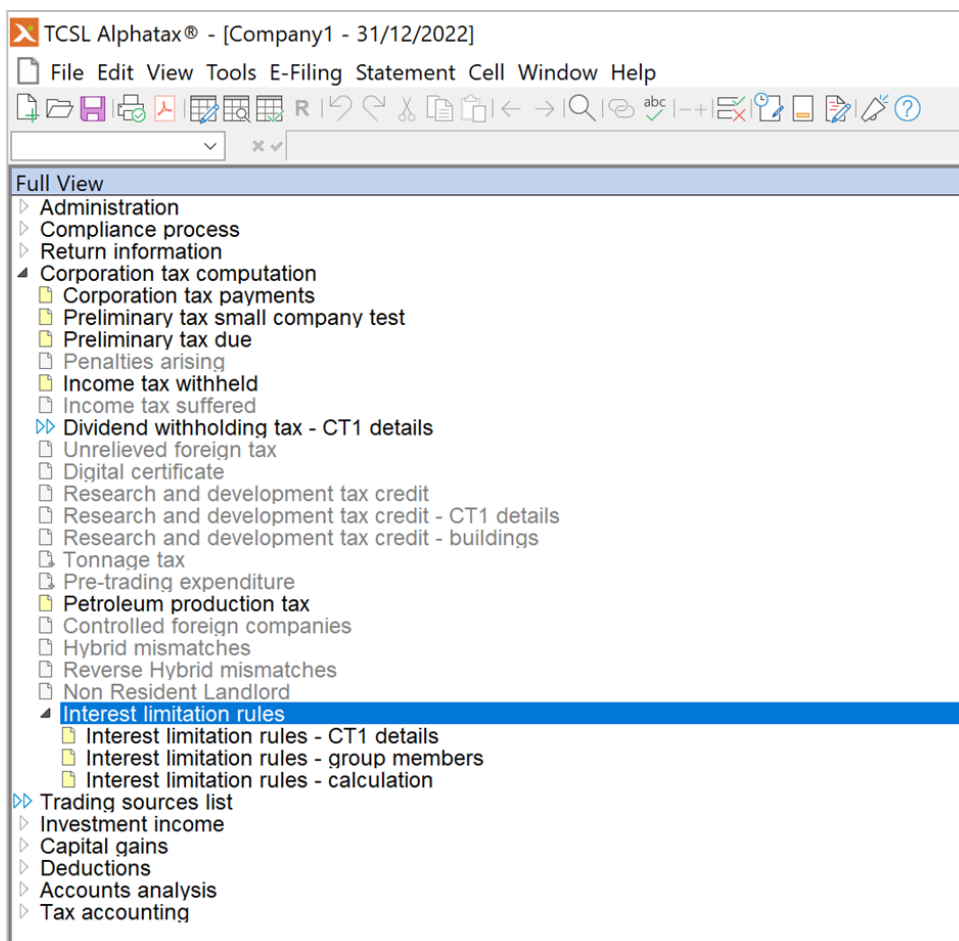 TCSL Alphatax® - [Company1 - 31/12/2022]
File Edit View Tools E-Filing Statement Cell Window Help
R abc
Full View
Administration
Compliance process
Return information
Corporation tax computation
Corporation tax payments
Preliminary tax small company test
Preliminary tax due
Penalties arising
Income tax withheld
Income tax suffered
Dividend withholding tax - CT1 details
Unrelieved foreign tax
Digital certificate
Research and development tax credit
Research and development tax credit - CT1 details
Research and development tax credit - buildings
Tonnage tax
Pre-trading expenditure
Petroleum production tax
Controlled foreign companies
Hybrid mismatches
Reverse Hybrid mismatches
Non Resident Landlord
Interest limitation rules
Interest limitation rules - CT1 details
Interest limitation rules - group members
Interest limitation rules - calculation
Trading sources list
Investment income
Capital gains
Deductions
Accounts analysis
Tax accounting